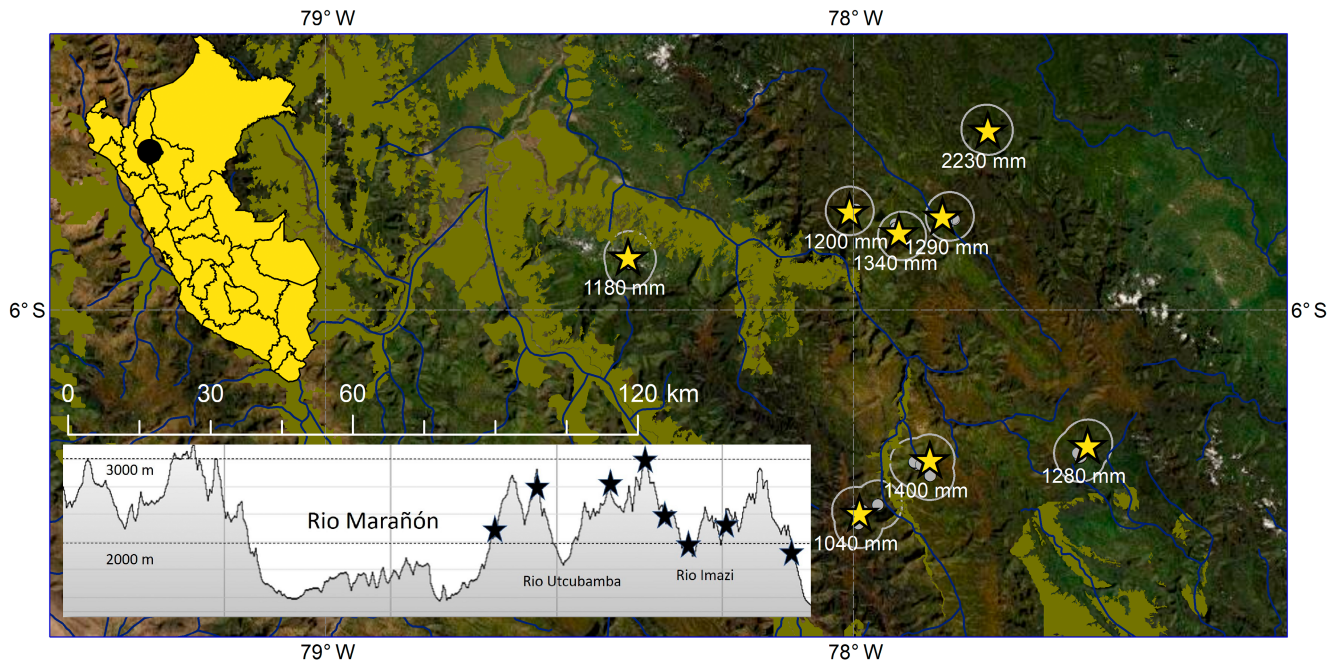 79° W
78° W
2230 mm
1200 mm
1290 mm
1340 mm
1180 mm
6° S
6° S
0
30
60
120 km
3000 m
1400 mm
1280 mm
Rio Marañón
1040 mm
2000 m
Rio Utcubamba
Rio Imazi
79° W
78° W